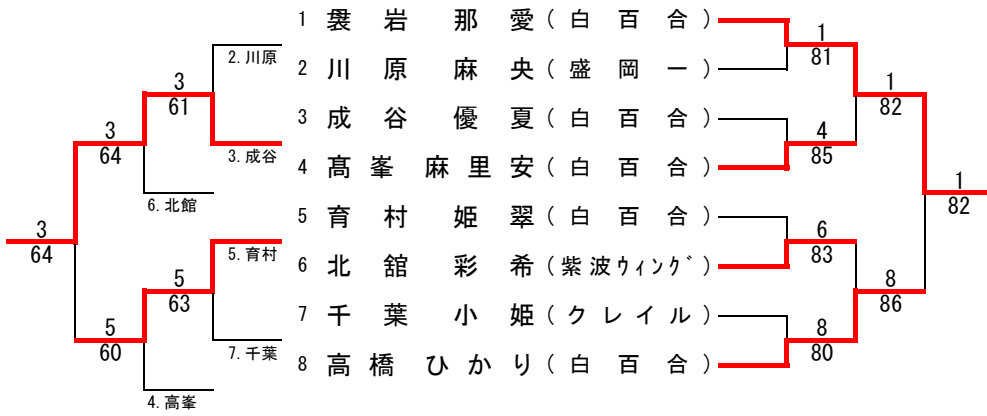 1 袰岩 那愛 (白百合)
2 川原 麻央 (盛岡一)
3 成谷 優夏 (白百合)
4 髙峯 麻里安 (白百合)
5 育村 姫翠 (白百合)
6 北舘 彩希 (紫波ウィング)
7 千葉 小姫 (クレイル)
8 高橋 ひかり (白百合)
2.川原
3
61
3.成谷
3
64
6.北館
3
64
5.育村
5
63
7.千葉
5
60
4.高峯
1
81
4
85
1
82
6
83
8
80
8
86
1
82